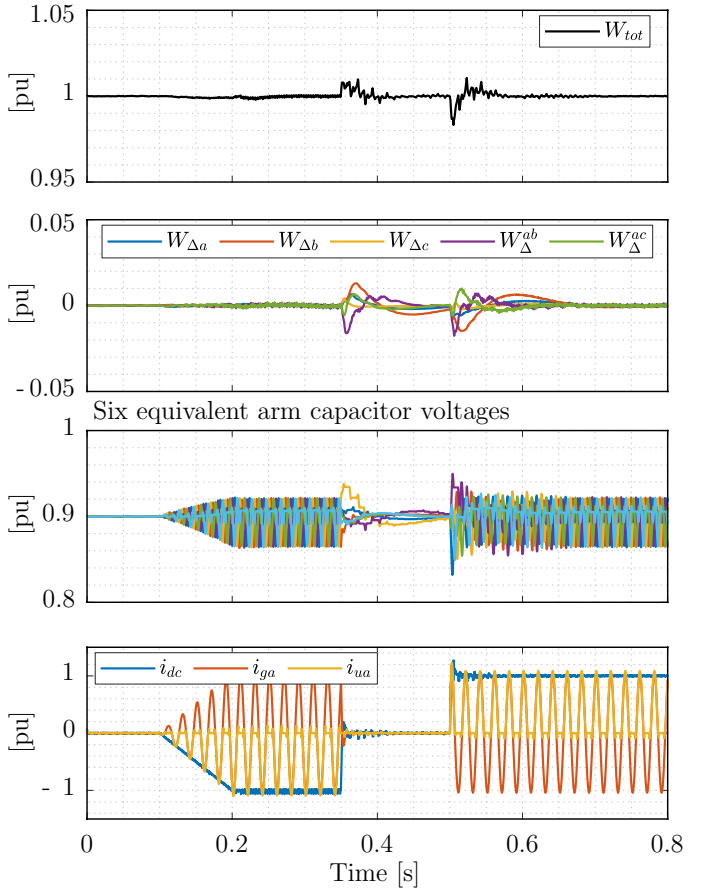 1.05
W_tot
[pu]
1
0.95
0.05
W_Δa W_Δb W_Δc W_Δ^ab W_Δ^ac
[pu]
0
- 0.05
Six equivalent arm capacitor voltages
1
[pu]
0.9
0.8
i_dc i_ga i_ua
1
[pu]
0
- 1
0 0.2 0.4 0.6 0.8
Time [s]